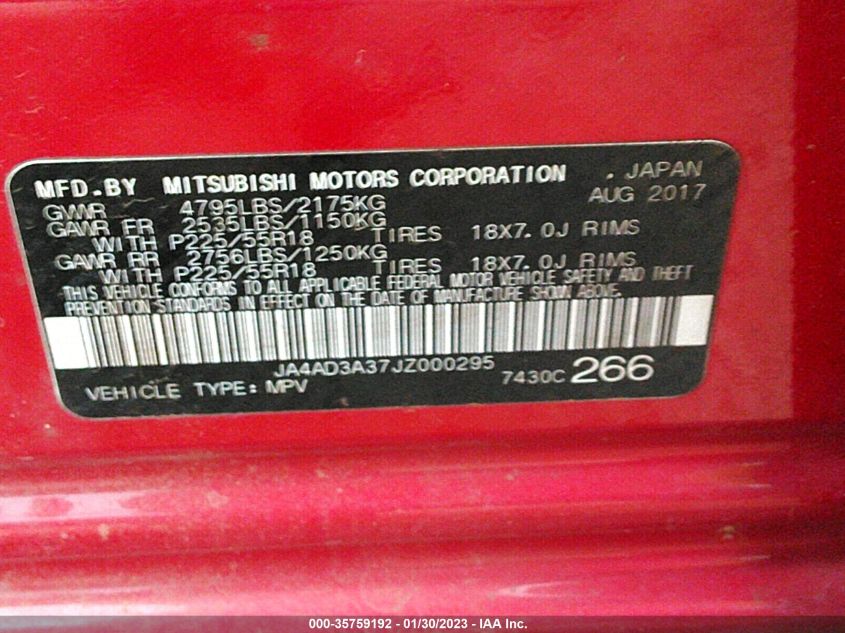 MFD.BY MITSUBISHI MOTORS CORPORATION . JAPAN
AUG 2017
GVWR 4795LBS/2175KG
GAWR FR 2535LBS/1150KG
WITH P225/55R18 TIRES 18X7.0J RIMS
GAWR RR 2756LBS/1250KG
WITH P225/55R18 TIRES 18X7.0J RIMS
THIS VEHICLE CONFORMS TO ALL APPLICABLE FEDERAL MOTOR VEHICLE SAFETY AND THEFT
PREVENTION STANDARDS IN EFFECT ON THE DATE OF MANUFACTURE SHOWN ABOVE.
JA4AD3A37JZ000295
VEHICLE TYPE: MPV 7430C 266
000-35759192 - 01/30/2023 - IAA Inc.